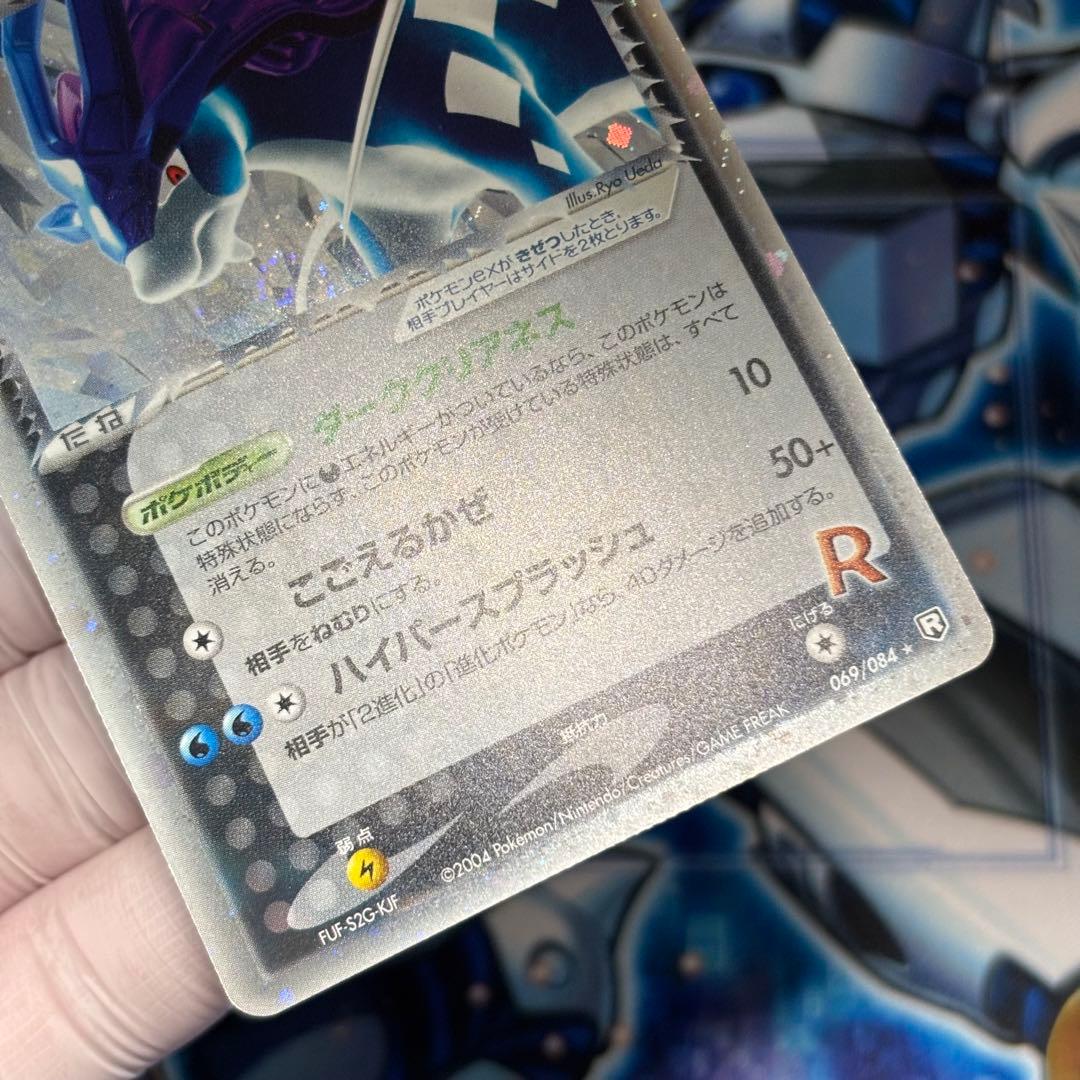 Illus.Ryo Ueda
ポケモンexが きぜつしたとき、
相手プレイヤーはサイドを2枚とります。
たね
ポケボディー ダーククリアネス
このポケモンにエネルギーがついているなら、このポケモンは
特殊状態にならず、このポケモンが受けている特殊状態は、すべて
消える。
こごえるかぜ 10
相手をねむりにする。
ハイパースプラッシュ 50+
相手が「2進化」の「進化ポケモン」なら、40ダメージを追加する。
R
弱点
抵抗力
にげる
069/084 ★ R
FUF-S2G-KJF
©2004 Pokémon/Nintendo/Creatures/GAME FREAK